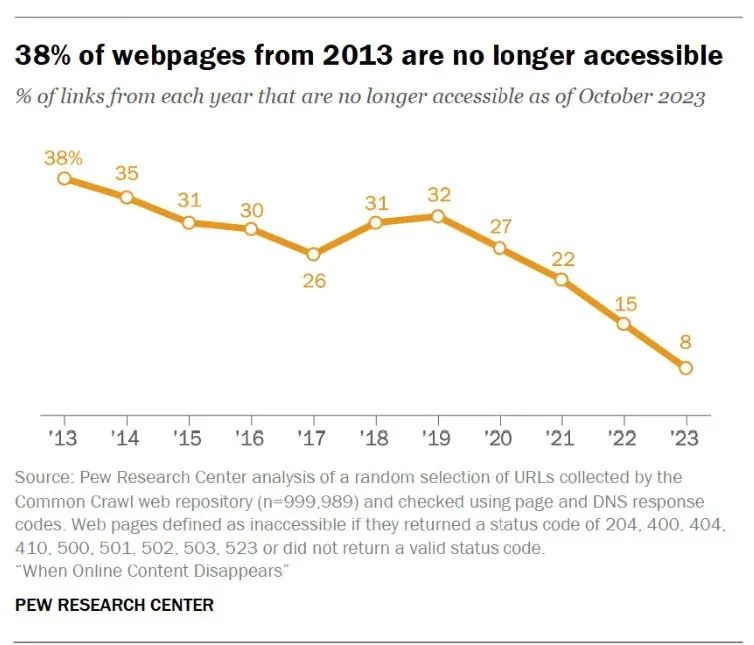 38% of webpages from 2013 are no longer accessible
% of links from each year that are no longer accessible as of October 2023
38%
35
31
30
26
31
32
27
22
15
8
'13 '14 '15 '16 '17 '18 '19 '20 '21 '22 '23
Source: Pew Research Center analysis of a random selection of URLs collected by the
Common Crawl web repository (n=999,989) and checked using page and DNS response
codes. Web pages defined as inaccessible if they returned a status code of 204, 400, 404,
410, 500, 501, 502, 503, 523 or did not return a valid status code.
“When Online Content Disappears”
PEW RESEARCH CENTER